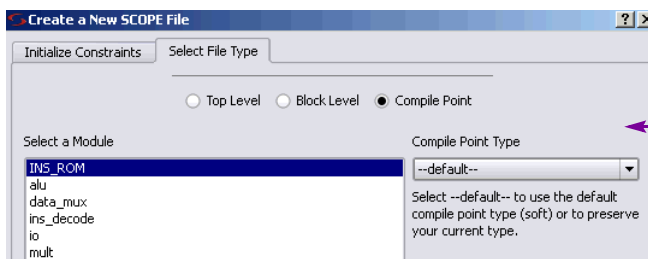 Create a New SCOPE File
Initialize Constraints
Select File Type
Top Level
Block Level
Compile Point
Select a Module
Compile Point Type
INS_ROM
--default--
alu
data_mux
ins_decode
io
mult
Select --default-- to use the default
compile point type (soft) or to preserve
your current type.